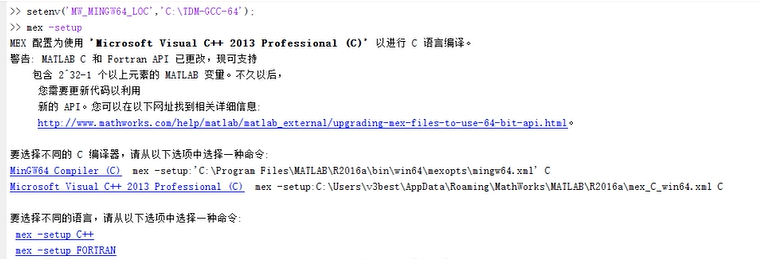 >> setenv('MW_MINGW64_LOC','C:\TDM-GCC-64');
>> mex -setup
MEX 配置为使用 'Microsoft Visual C++ 2013 Professional (C)' 以进行 C 语言编译。
警告: MATLAB C 和 Fortran API 已更改，现可支持
包含 2^32-1 个以上元素的 MATLAB 变量。不久以后，
您需要更新代码以利用
新的 API。您可以在以下网址找到相关详细信息:
http://www.mathworks.com/help/matlab/matlab_external/upgrading-mex-files-to-use-64-bit-api.html。
要选择不同的 C 编译器，请从以下选项中选择一种命令:
MinGW64 Compiler (C) mex -setup:'C:\Program Files\MATLAB\R2016a\bin\win64\mexopts\mingw64.xml' C
Microsoft Visual C++ 2013 Professional (C) mex -setup:C:\Users\v3best\AppData\Roaming\MathWorks\MATLAB\R2016a\mex_C_win64.xml C
要选择不同的语言，请从以下选项中选择一种命令:
mex -setup C++
mex -setup FORTRAN